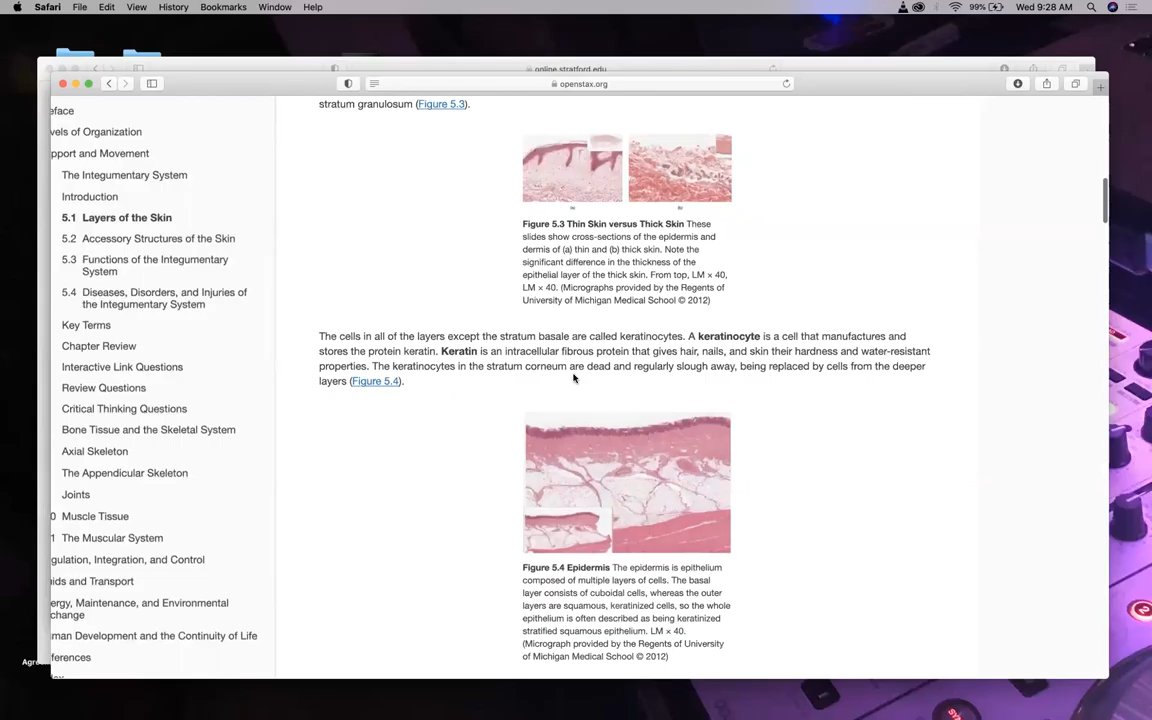 Safari File Edit View History Bookmarks Window Help 99% Wed 9:28 AM
online.stratford.edu
openstax.org
eface
vels of Organization
pport and Movement
The Integumentary System
Introduction
5.1 Layers of the Skin
5.2 Accessory Structures of the Skin
5.3 Functions of the Integumentary
System
5.4 Diseases, Disorders, and Injuries of
the Integumentary System
Key Terms
Chapter Review
Interactive Link Questions
Review Questions
Critical Thinking Questions
Bone Tissue and the Skeletal System
Axial Skeleton
The Appendicular Skeleton
Joints
0 Muscle Tissue
1 The Muscular System
gulation, Integration, and Control
ids and Transport
ergy, Maintenance, and Environmental
change
man Development and the Continuity of Life
ferences
stratum granulosum (Figure 5.3).
(a) (b)
Figure 5.3 Thin Skin versus Thick Skin These
slides show cross-sections of the epidermis and
dermis of (a) thin and (b) thick skin. Note the
significant difference in the thickness of the
epithelial layer of the thick skin. From top, LM × 40,
LM × 40. (Micrographs provided by the Regents of
University of Michigan Medical School © 2012)
The cells in all of the layers except the stratum basale are called keratinocytes. A keratinocyte is a cell that manufactures and
stores the protein keratin. Keratin is an intracellular fibrous protein that gives hair, nails, and skin their hardness and water-resistant
properties. The keratinocytes in the stratum corneum are dead and regularly slough away, being replaced by cells from the deeper
layers (Figure 5.4).
Figure 5.4 Epidermis The epidermis is epithelium
composed of multiple layers of cells. The basal
layer consists of cuboidal cells, whereas the outer
layers are squamous, keratinized cells, so the whole
epithelium is often described as being keratinized
stratified squamous epithelium. LM × 40.
(Micrograph provided by the Regents of University
of Michigan Medical School © 2012)
Agre